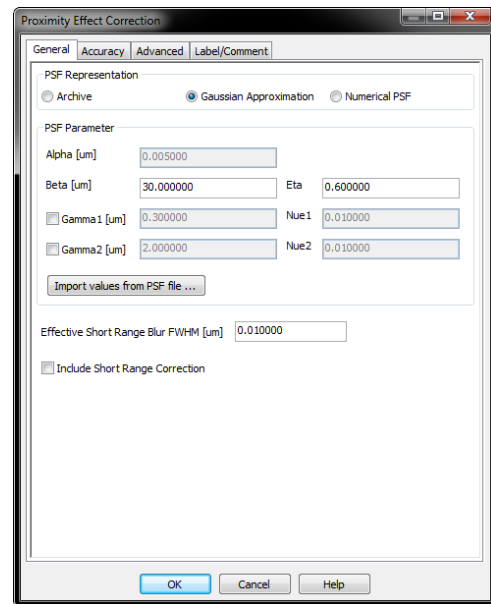 Proximity Effect Correction
General Accuracy Advanced Label/Comment
PSF Representation
Archive Gaussian Approximation Numerical PSF
PSF Parameter
Alpha [um] 0.005000
Beta [um] 30.000000 Eta 0.600000
Gamma1 [um] 0.300000 Nue1 0.010000
Gamma2 [um] 2.000000 Nue2 0.010000
Import values from PSF file ...
Effective Short Range Blur FWHM [um] 0.010000
Include Short Range Correction
OK Cancel Help